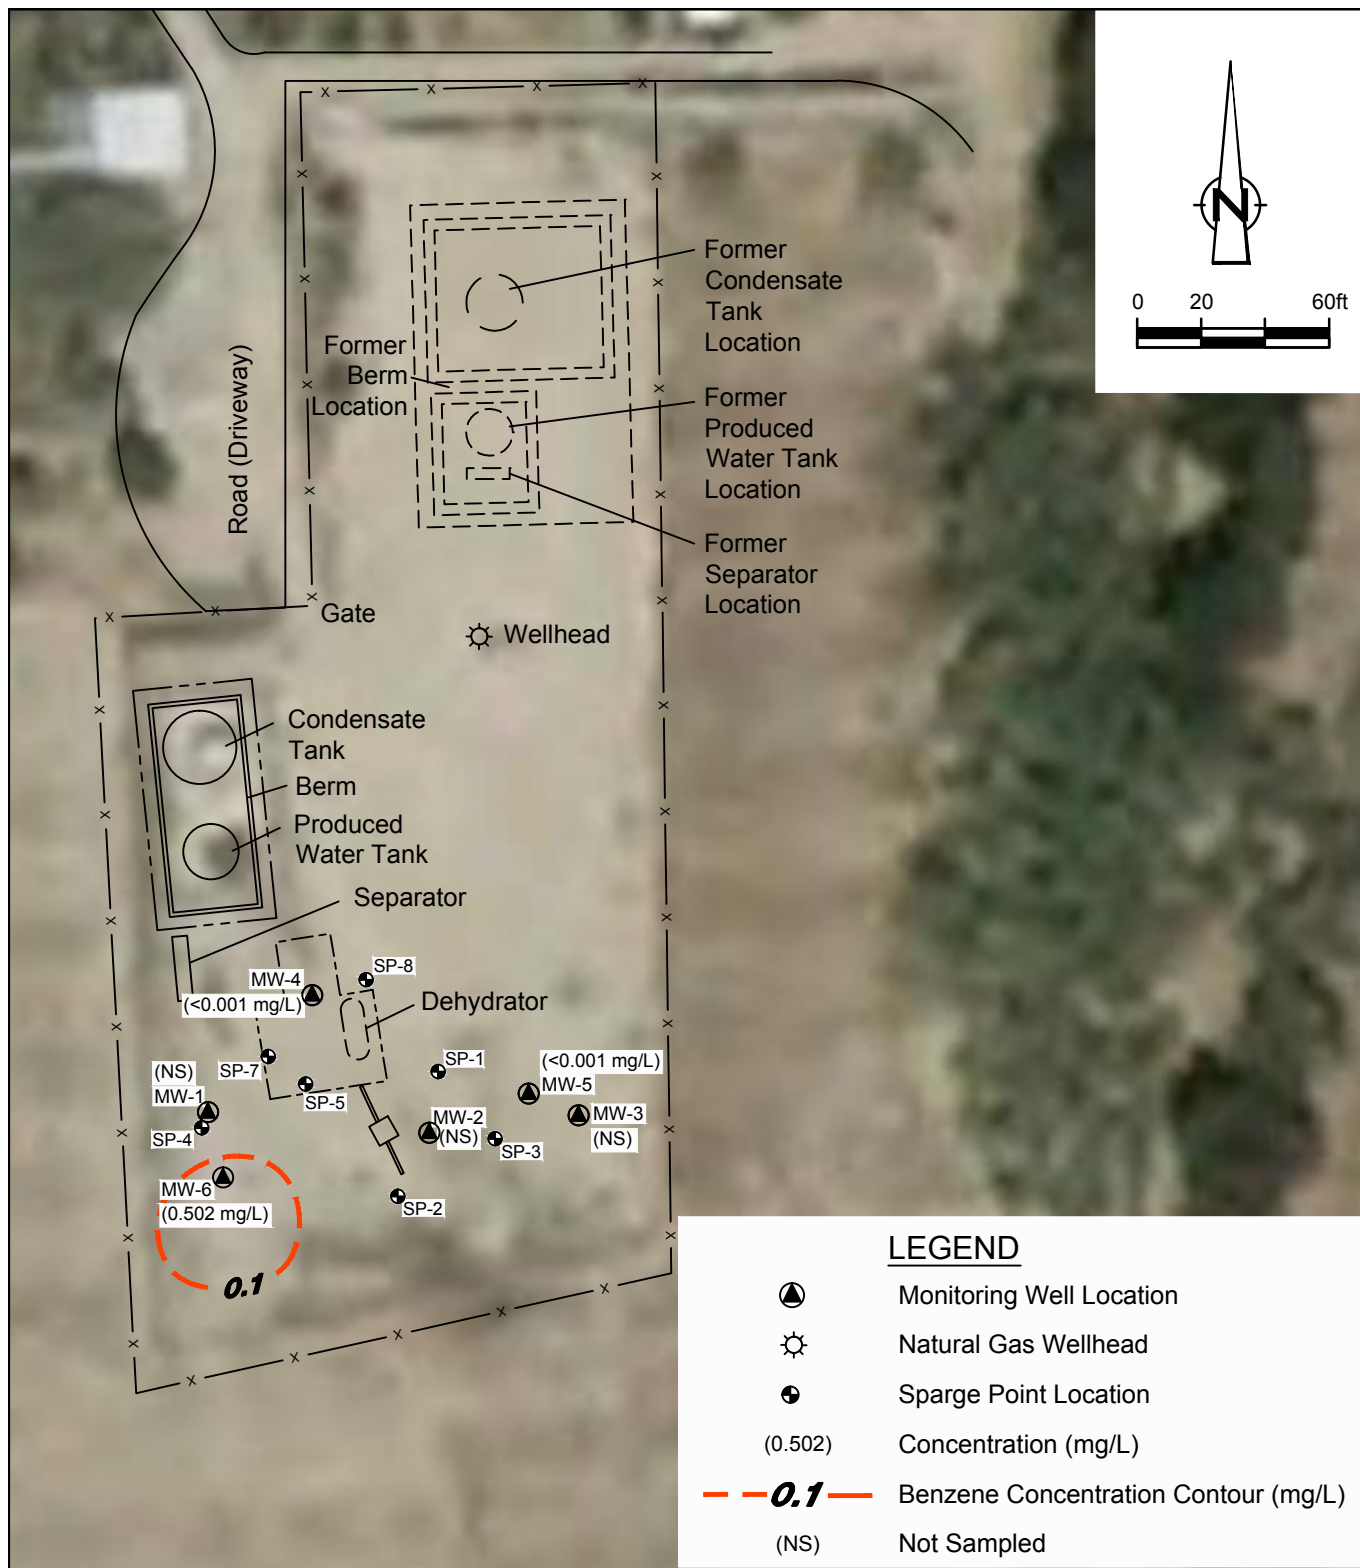 N
0 20 60ft
Former
Condensate
Tank
Location
Former
Berm
Location
Former
Produced
Water Tank
Location
Road (Driveway)
Former
Separator
Location
Gate
Wellhead
Condensate
Tank
Berm
Produced
Water Tank
Separator
SP-8
MW-4
(<0.001 mg/L)
Dehydrator
SP-7
SP-5
SP-1
(<0.001 mg/L)
MW-5
(NS)
MW-1
SP-4
MW-2
(NS)
SP-3
MW-3
(NS)
MW-6
(0.502 mg/L)
SP-2
0.1
LEGEND
Monitoring Well Location
Natural Gas Wellhead
Sparge Point Location
(0.502) Concentration (mg/L)
0.1 Benzene Concentration Contour (mg/L)
(NS) Not Sampled
x x x x x x x x x x x x x x x x x x x x x x x x x x x x x x x x